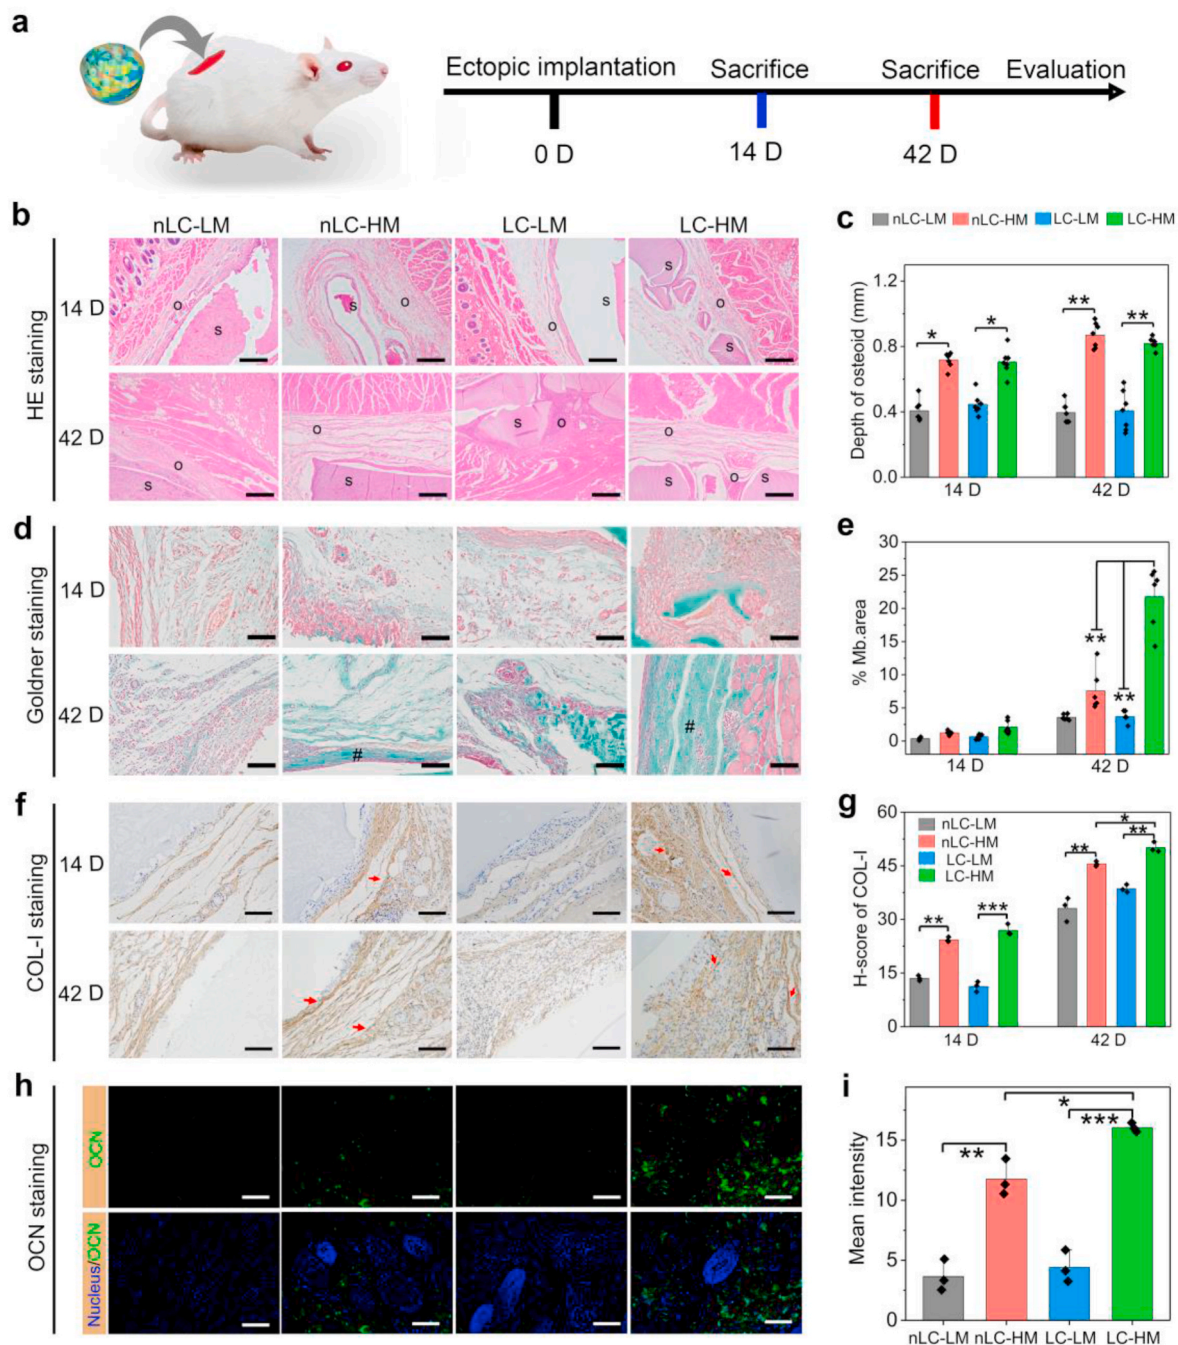 a
Ectopic implantation Sacrifice Sacrifice Evaluation
0 D 14 D 42 D
b
nLC-LM nLC-HM LC-LM LC-HM
HE staining
14 D
O S S O O S S O S
42 D
O S O S S O O O S S
c
nLC-LM nLC-HM LC-LM LC-HM
Depth of osteoid (mm)
1.2
0.8
0.4
0.0
* * ** **
14 D 42 D
d
Goldner staining
14 D
42 D
# #
e
% Mb.area
30
25
20
15
10
5
0
** **
14 D 42 D
f
COL-I staining
14 D
42 D
g
H-score of COL-I
60
45
30
15
0
nLC-LM
nLC-HM
LC-LM
LC-HM
** *** ** * **
14 D 42 D
h
OCN staining
OCN
Nucleus/OCN
i
Mean intensity
15
10
5
0
** * ***
nLC-LM nLC-HM LC-LM LC-HM